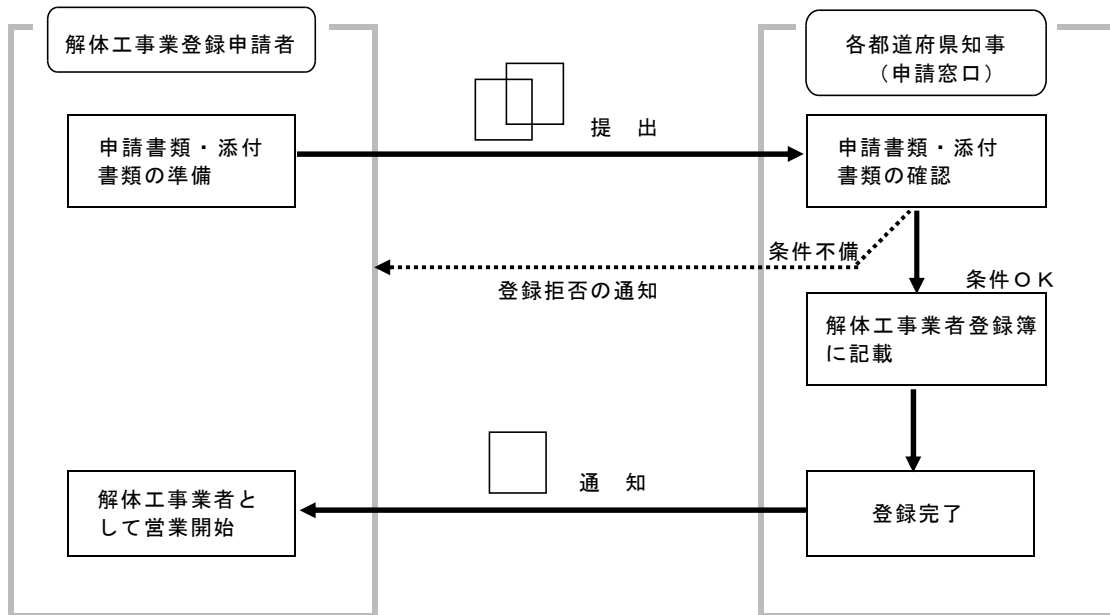 解体工事業登録申請者
各都道府県知事
（申請窓口）
提　出
申請書類・添付
書類の準備
申請書類・添付
書類の確認
条件不備
登録拒否の通知
条件ＯＫ
解体工事業者登録簿
に記載
通　知
解体工事業者と
して営業開始
登録完了